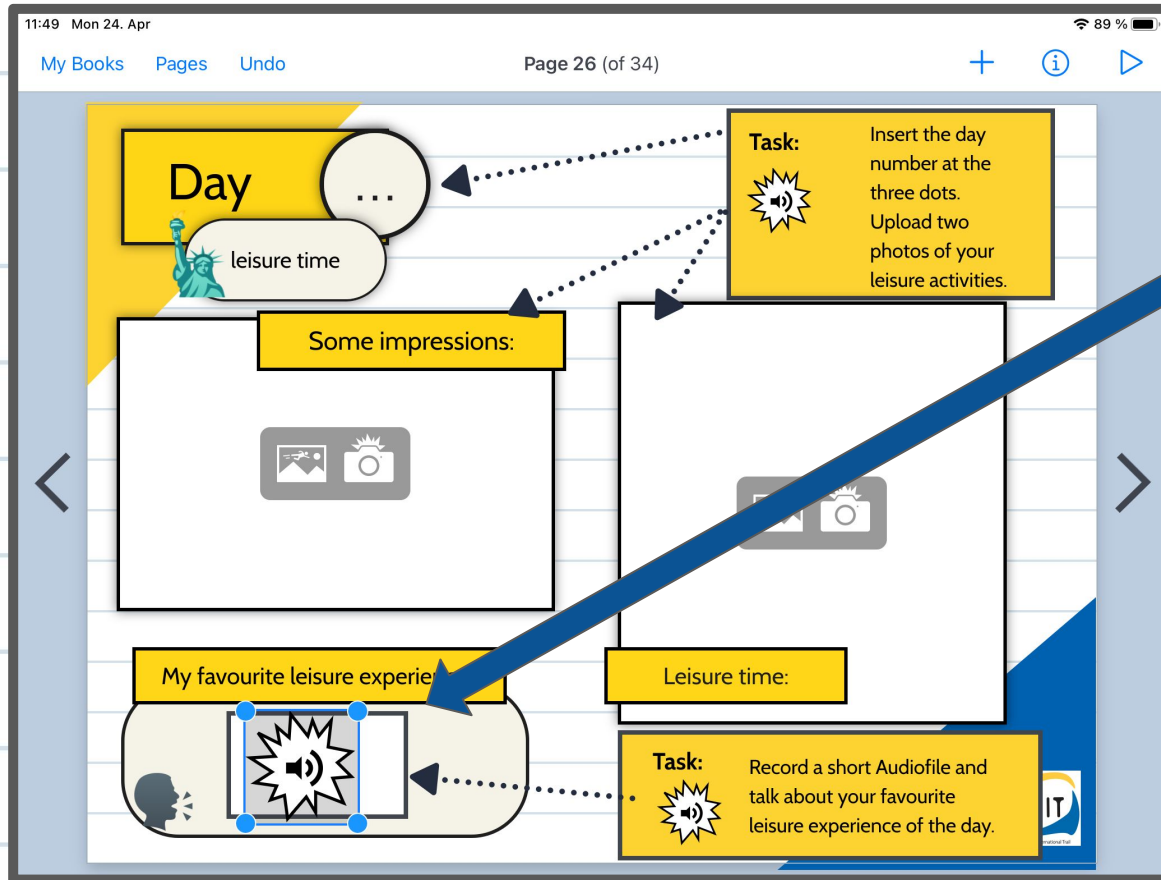 11:49 Mon 24. Apr
89 %
My Books Pages Undo
Page 26 (of 34)
Day
...
leisure time
Task:
Insert the day
number at the
three dots.
Upload two
photos of your
leisure activities.
Some impressions:
My favourite leisure
Leisure time:
Task:
Record a short Audiofile and
talk about your favourite
leisure experience of the day.
IT